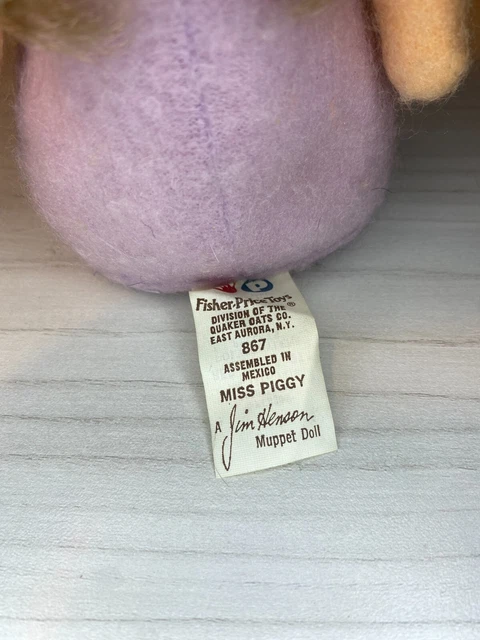 Fisher-Price Toys
DIVISION OF THE ®
QUAKER OATS CO.
EAST AURORA, N.Y.
867
ASSEMBLED IN
MEXICO
MISS PIGGY
A Jim Henson
Muppet Doll